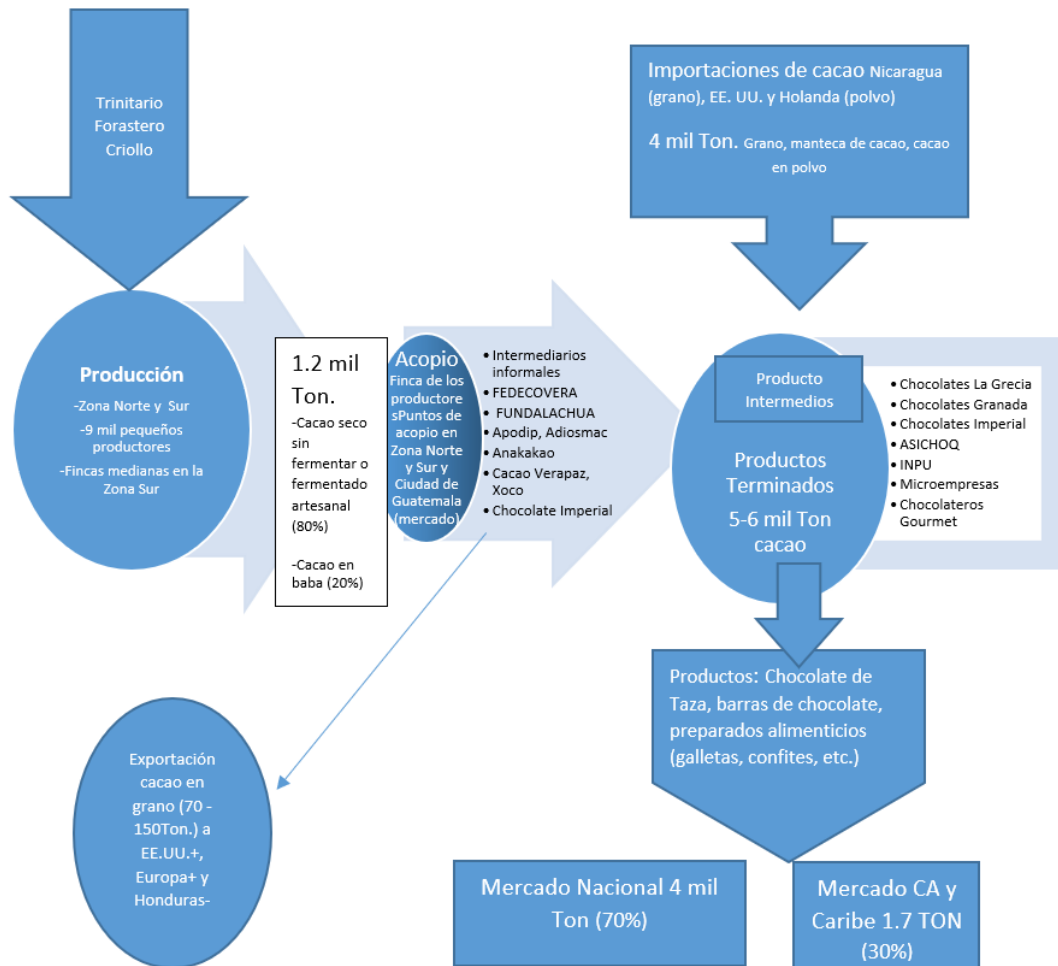 Trinitario
Forastero
Criollo
Importaciones de cacao Nicaragua
(grano), EE. UU. y Holanda (polvo)
4 mil Ton. Grano, manteca de cacao, cacao
en polvo
Producción
-Zona Norte y Sur
-9 mil pequeños
productores
-Fincas medianas en la
Zona Sur
1.2 mil
Ton.
-Cacao seco
sin
fermentar o
fermentado
artesanal
(80%)
-Cacao en
baba (20%)
Acopio
Finca de los
productore
sPuntos de
acopio en
Zona Norte
y Sur y
Ciudad de
Guatemala
(mercado)
• Intermediarios
informales
• FEDECOVERA
• FUNDALACHUA
• Apodip, Adiosmac
• Anakakao
• Cacao Verapaz,
Xoco
• Chocolate Imperial
Producto
Intermedios
Productos
Terminados
5-6 mil Ton
cacao
• Chocolates La Grecia
• Chocolates Granada
• Chocolates Imperial
• ASICHOQ
• INPU
• Microempresas
• Chocolateros
Gourmet
Productos: Chocolate de
Taza, barras de chocolate,
preparados alimenticios
(galletas, confites, etc.)
Exportación
cacao en
grano (70 -
150Ton.) a
EE.UU.+,
Europa+ y
Honduras-
Mercado Nacional 4 mil
Ton (70%)
Mercado CA y
Caribe 1.7 TON
(30%)